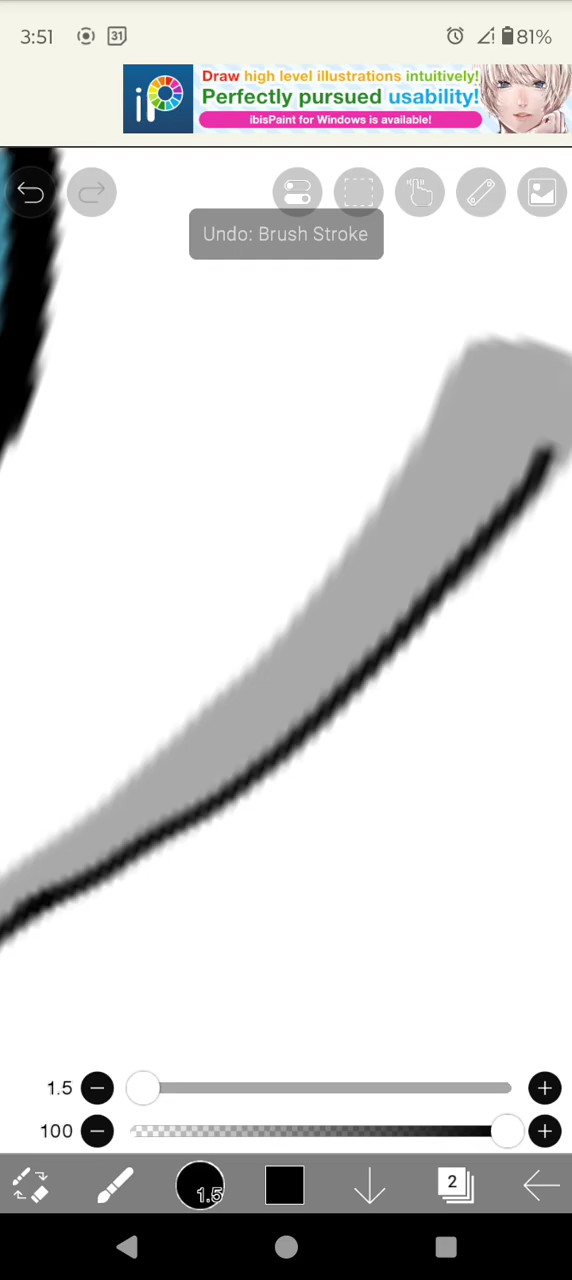 3:51
31
81%
Draw high level illustrations intuitively!
Perfectly pursued usability!
ibisPaint for Windows is available!
iP
Undo: Brush Stroke
1.5
100
1.5
2